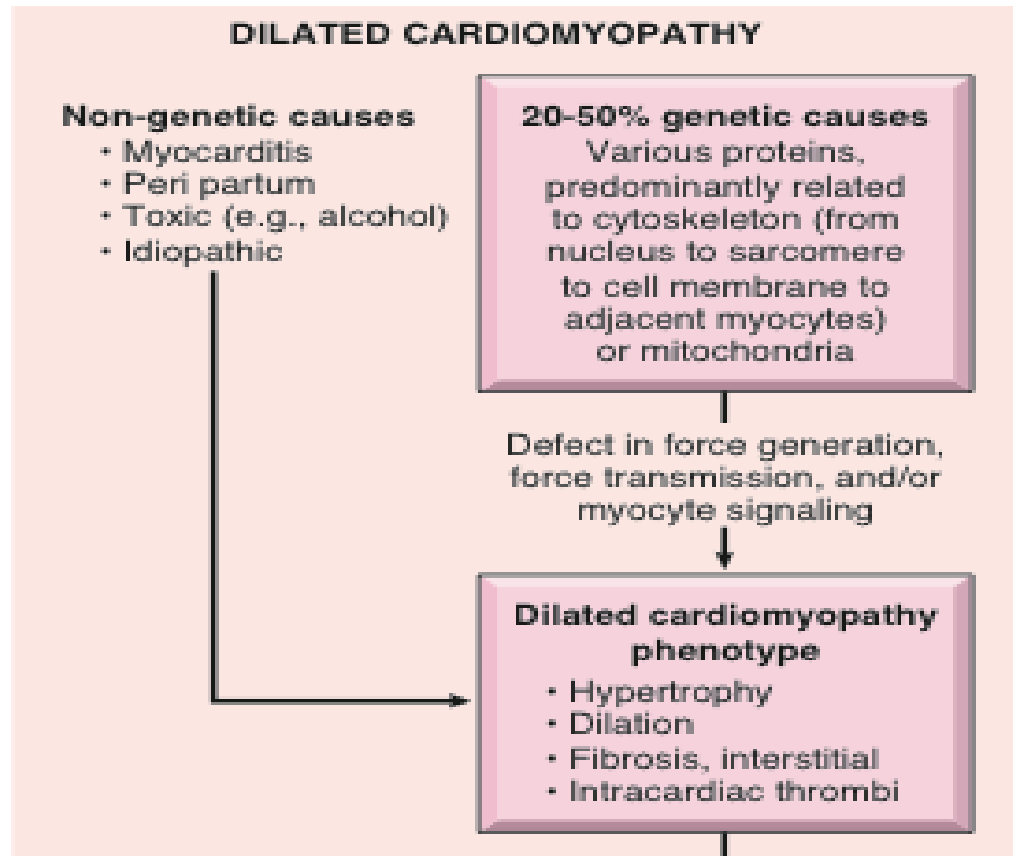 DILATED CARDIOMYOPATHY
Non-genetic causes
• Myocarditis
• Peri partum
• Toxic (e.g., alcohol)
• Idiopathic
20-50% genetic causes
Various proteins,
predominantly related
to cytoskeleton (from
nucleus to sarcomere
to cell membrane to
adjacent myocytes)
or mitochondria
Defect in force generation,
force transmission, and/or
myocyte signaling
Dilated cardiomyopathy
phenotype
• Hypertrophy
• Dilation
• Fibrosis, interstitial
• Intracardiac thrombi